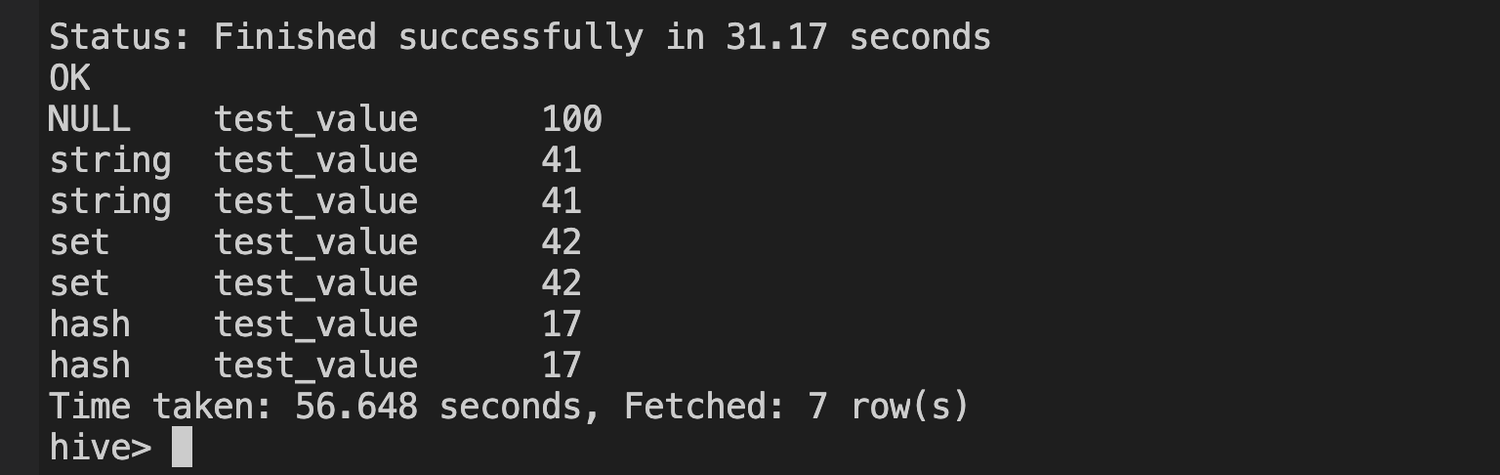 Status: Finished successfully in 31.17 seconds
OK
NULL    test_value      100
string  test_value      41
string  test_value      41
set     test_value      42
set     test_value      42
hash    test_value      17
hash    test_value      17
Time taken: 56.648 seconds, Fetched: 7 row(s)
hive>